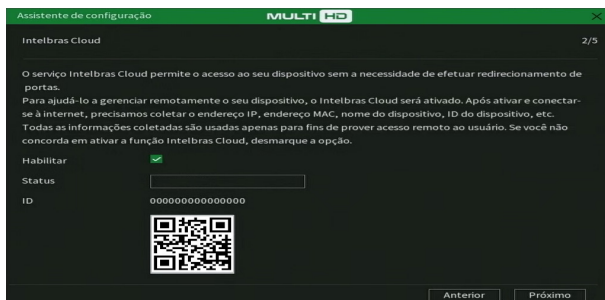 Assistente de configuração
MULTI HD
Intelbras Cloud
2/5
O serviço Intelbras Cloud permite o acesso ao seu dispositivo sem a necessidade de efetuar redirecionamento de
portas.
Para ajudá-lo a gerenciar remotamente o seu dispositivo, o Intelbras Cloud será ativado. Após ativar e conectar-
se à internet, precisamos coletar o endereço IP, endereço MAC, nome do dispositivo, ID do dispositivo, etc.
Todas as informações coletadas são usadas apenas para fins de prover acesso remoto ao usuário. Se você não
concorda em ativar a função Intelbras Cloud, desmarque a opção.
Habilitar
Status
ID 000000000000000
Anterior Próximo